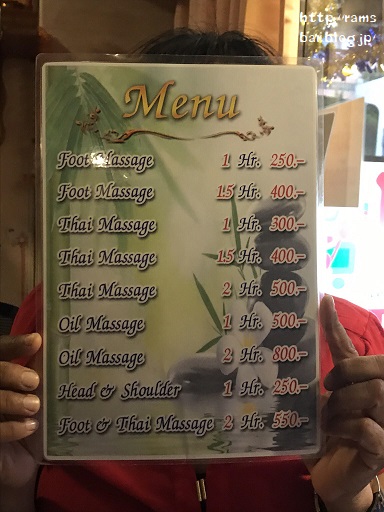 http://rams
bar.blog.jp
Menu
Foot Massage 1 Hr. 250.-
Foot Massage 1.5 Hr. 400.-
Thai Massage 1 Hr. 300.-
Thai Massage 1.5 Hr. 400.-
Thai Massage 2 Hr. 500.-
Oil Massage 1 Hr. 500.-
Oil Massage 2 Hr. 800.-
Head & Shoulder 1 Hr. 250.-
Foot & Thai Massage 2 Hr. 550.-